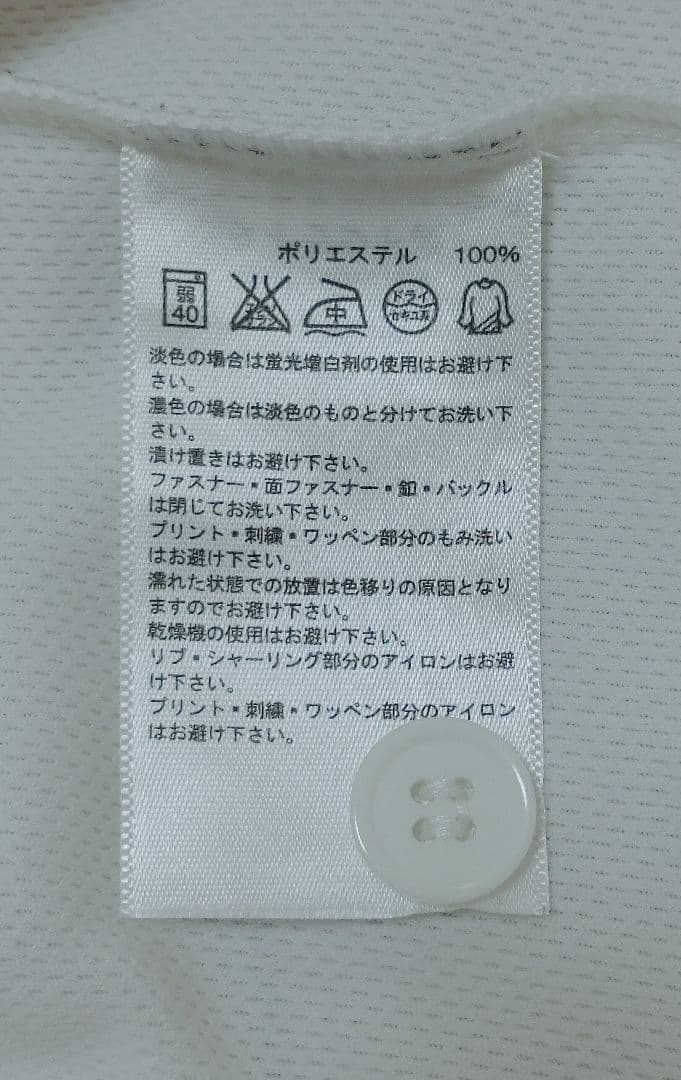 ポリエステル 100%
弱 40 エンソ サラシ 中 ドライ セキユ系
淡色の場合は蛍光増白剤の使用はお避け下
さい。
濃色の場合は淡色のものと分けてお洗い下
さい。
漬け置きはお避け下さい。
ファスナー・面ファスナー・釦・バックル
は閉じてお洗い下さい。
プリント・刺繍・ワッペン部分のもみ洗い
はお避け下さい。
濡れた状態での放置は色移りの原因となり
ますのでお避け下さい。
乾燥機の使用はお避け下さい。
リブ・シャーリング部分のアイロンはお避
け下さい。
プリント・刺繍・ワッペン部分のアイロン
はお避け下さい。